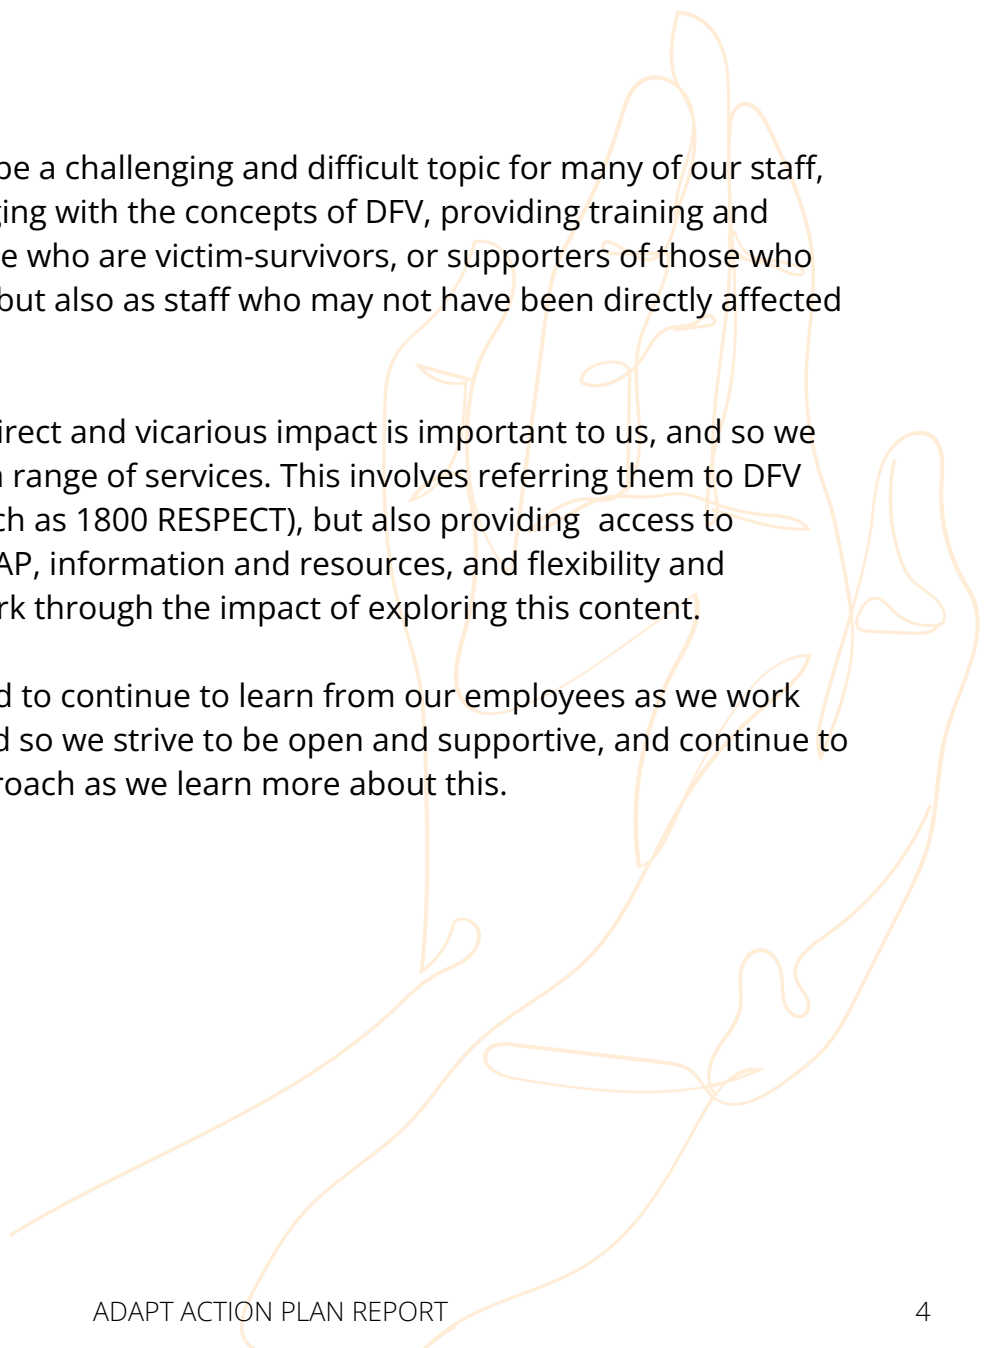 be a challenging and difficult topic for many of our staff,
ging with the concepts of DFV, providing training and
e who are victim-survivors, or supporters of those who
but also as staff who may not have been directly affected
irect and vicarious impact is important to us, and so we
range of services. This involves referring them to DFV
ch as 1800 RESPECT), but also providing access to
AP, information and resources, and flexibility and
rk through the impact of exploring this content.
d to continue to learn from our employees as we work
d so we strive to be open and supportive, and continue to
roach as we learn more about this.
ADAPT ACTION PLAN REPORT
4